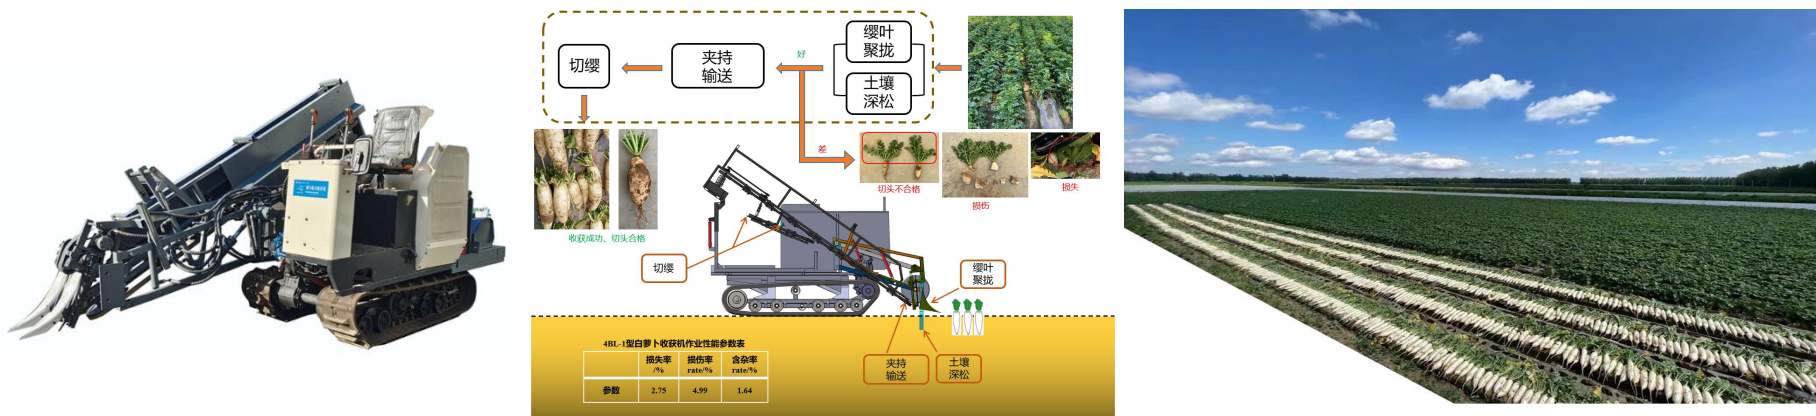 切缨
夹持
输送
好
缨叶
聚拢
土壤
深松
差
切头不合格
损伤
损失
收获成功、切头合格
切缨
缨叶
聚拢
夹持
输送
土壤
深松
4BL-1型白萝卜收获机作业性能参数表
损失率 损伤率 含杂率
/% rate/% rate/%
参数 2.75 4.99 1.64